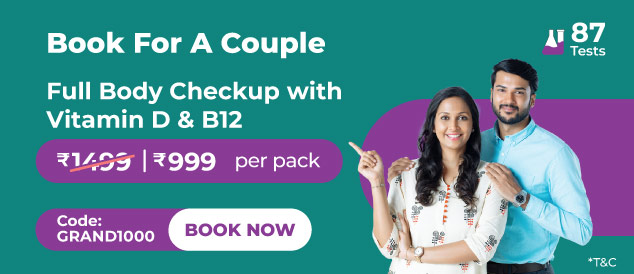 Book For A Couple
87
Tests
Full Body Checkup with
Vitamin D & B12
₹1499 | ₹999 per pack
Code:
GRAND1000
BOOK NOW
*T&C